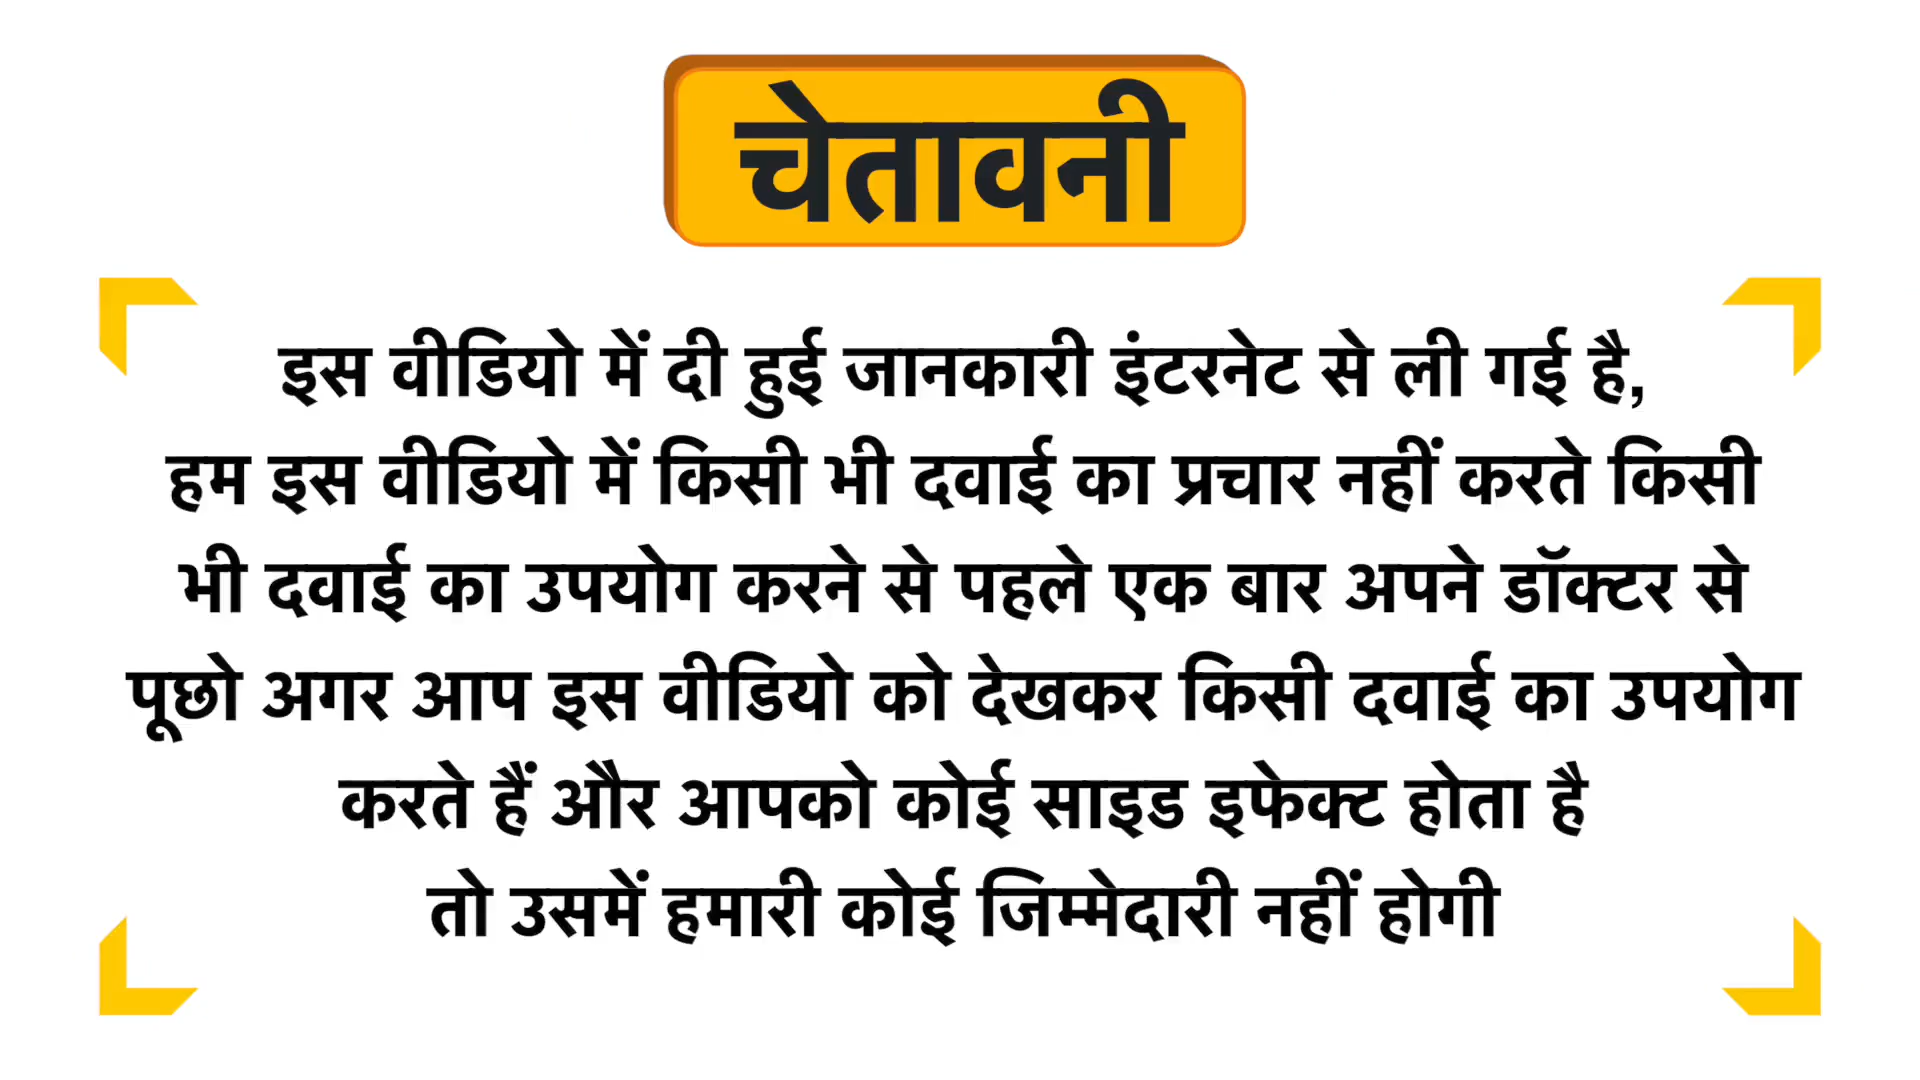 चेतावनी
इस वीडियो में दी हुई जानकारी इंटरनेट से ली गई है,
हम इस वीडियो में किसी भी दवाई का प्रचार नहीं करते किसी
भी दवाई का उपयोग करने से पहले एक बार अपने डॉक्टर से
पूछो अगर आप इस वीडियो को देखकर किसी दवाई का उपयोग
करते हैं और आपको कोई साइड इफेक्ट होता है
तो उसमें हमारी कोई जिम्मेदारी नहीं होगी